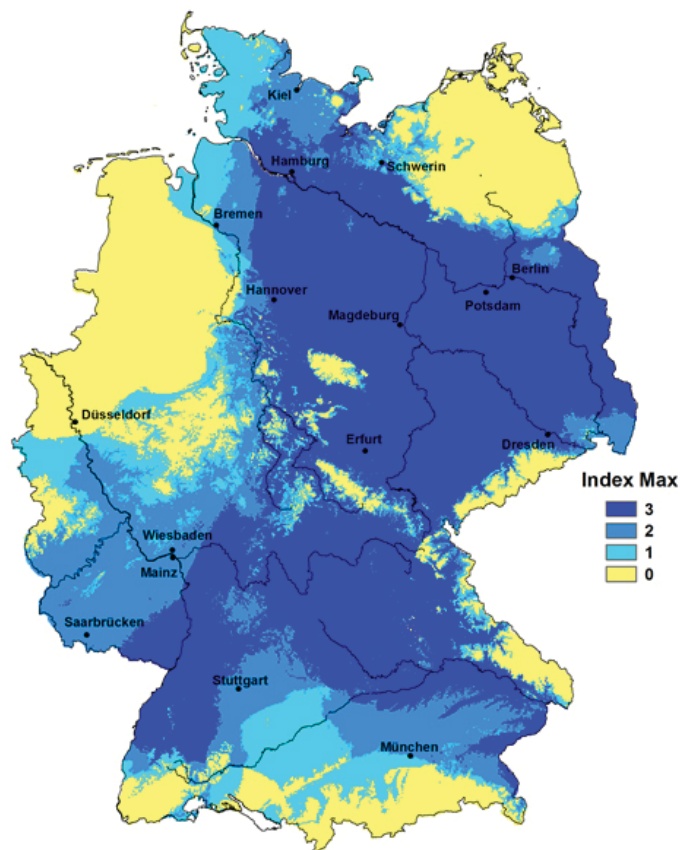 Kiel
Hamburg
Schwerin
Bremen
Berlin
Hannover
Potsdam
Magdeburg
Düsseldorf
Dresden
Erfurt
Index Max
3
2
1
0
Wiesbaden
Mainz
Saarbrücken
Stuttgart
München